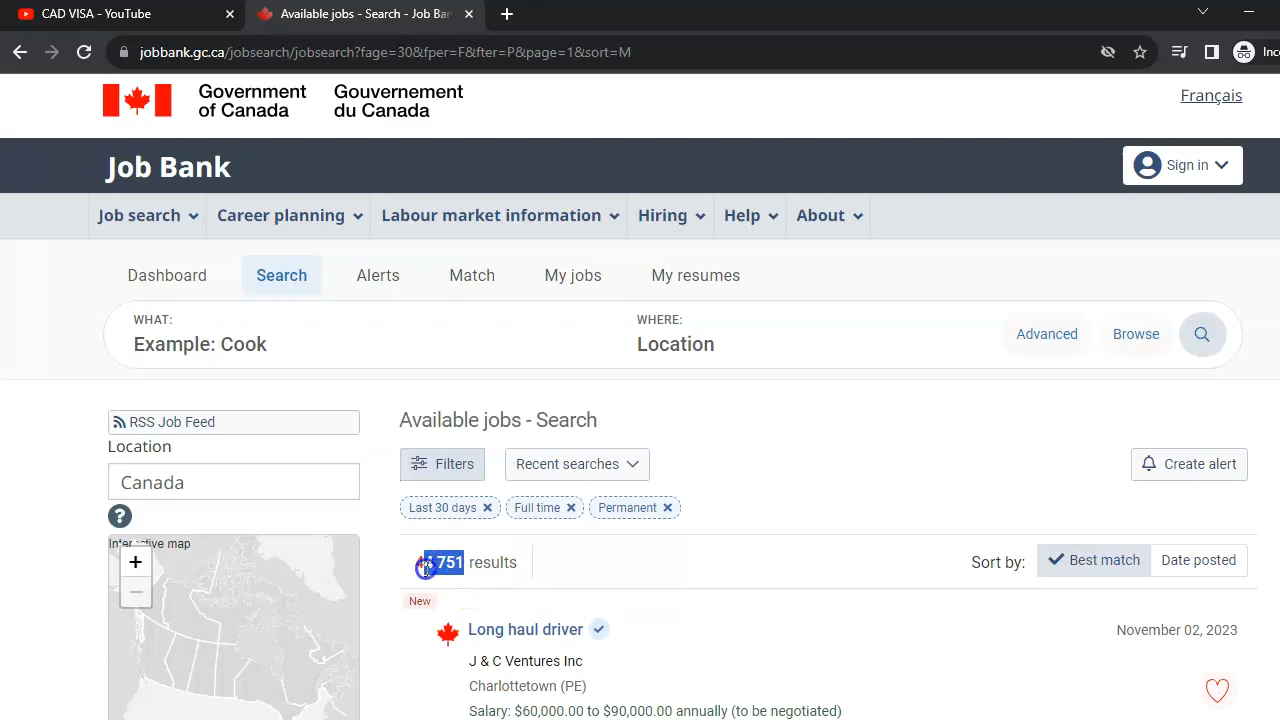 CAD VISA - YouTube
Available jobs - Search - Job Ban
jobbank.gc.ca/jobsearch/jobsearch?fage=30&fper=F&fter=P&page=1&sort=M
Government of Canada
Gouvernement du Canada
Français
Job Bank
Sign in
Job search
Career planning
Labour market information
Hiring
Help
About
Dashboard
Search
Alerts
Match
My jobs
My resumes
WHAT:
Example: Cook
WHERE:
Location
Advanced
Browse
RSS Job Feed
Location
Canada
?
Interactive map
+
−
Available jobs - Search
Filters
Recent searches
Create alert
Last 30 days
Full time
Permanent
751 results
Sort by:
Best match
Date posted
New
Long haul driver
November 02, 2023
J & C Ventures Inc
Charlottetown (PE)
Salary: $60,000.00 to $90,000.00 annually (to be negotiated)